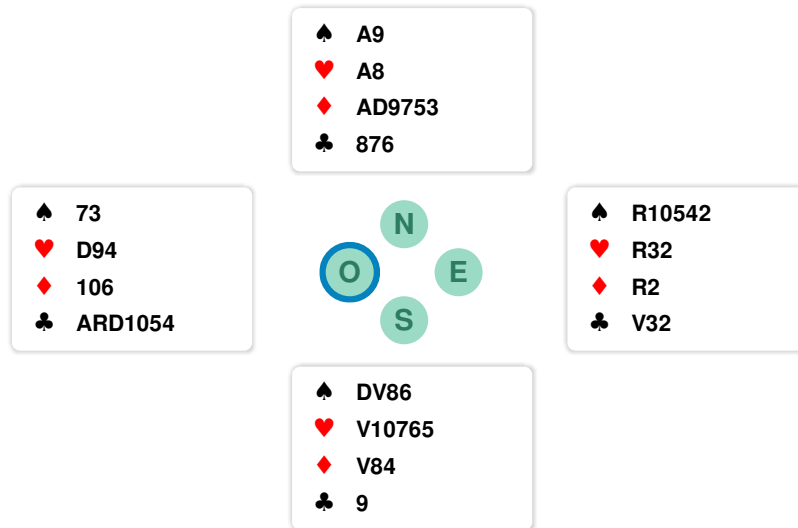 ♠ A9
♥ A8
♦ AD9753
♣ 876
♠ 73
♥ D94
♦ 106
♣ ARD1054
N
O
E
S
♠ R10542
♥ R32
♦ R2
♣ V32
♠ DV86
♥ V10765
♦ V84
♣ 9